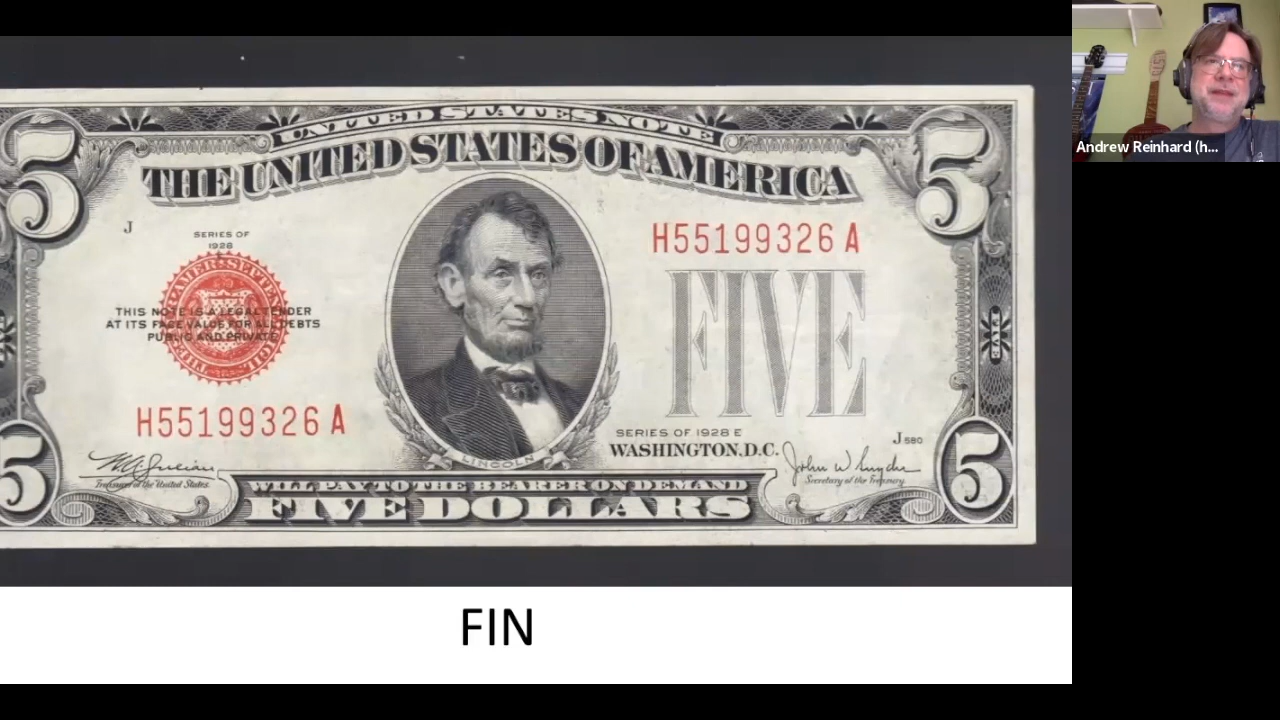 UNITED STATES NOTE
THE UNITED STATES OF AMERICA
5
5
J
SERIES OF
1928
H55199326 A
THIS NOTE IS A LEGAL TENDER
AT ITS FACE VALUE FOR ALL DEBTS
PUBLIC AND PRIVATE
FIVE
FIVE
H55199326 A
LINCOLN
SERIES OF 1928 E
WASHINGTON, D.C.
J 580
Treasurer of the United States.
John W Snyder
Secretary of the Treasury.
5
5
WILL PAY TO THE BEARER ON DEMAND
FIVE DOLLARS
FIN
Andrew Reinhard (h...